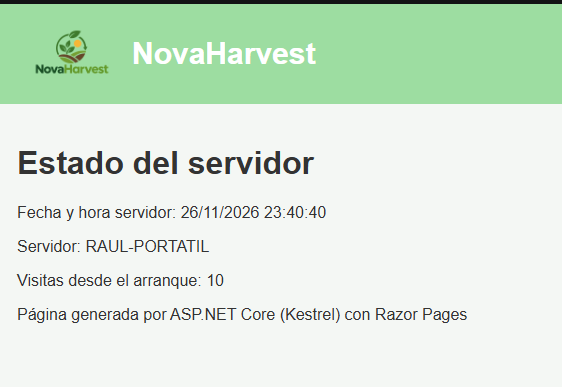 NovaHarvest
NovaHarvest
Estado del servidor
Fecha y hora servidor: 26/11/2026 23:40:40
Servidor: RAUL-PORTATIL
Visitas desde el arranque: 10
Página generada por ASP.NET Core (Kestrel) con Razor Pages